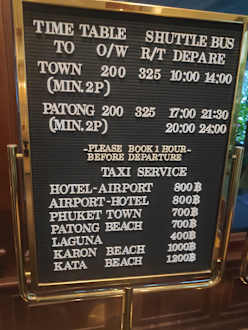 TIME TABLE SHUTTLE BUS
TO O/W R/T DEPARE
TOWN 200 325 10:00 14:00
(MIN.2P)
PATONG 200 325 17:00 21:30
(MIN.2P) 20:00 24:00
-PLEASE BOOK 1 HOUR-
BEFORE DEPARTURE
TAXI SERVICE
HOTEL-AIRPORT 800฿
AIRPORT-HOTEL 800฿
PHUKET TOWN 700฿
PATONG BEACH 700฿
LAGUNA 400฿
KARON BEACH 1000฿
KATA BEACH 1200฿